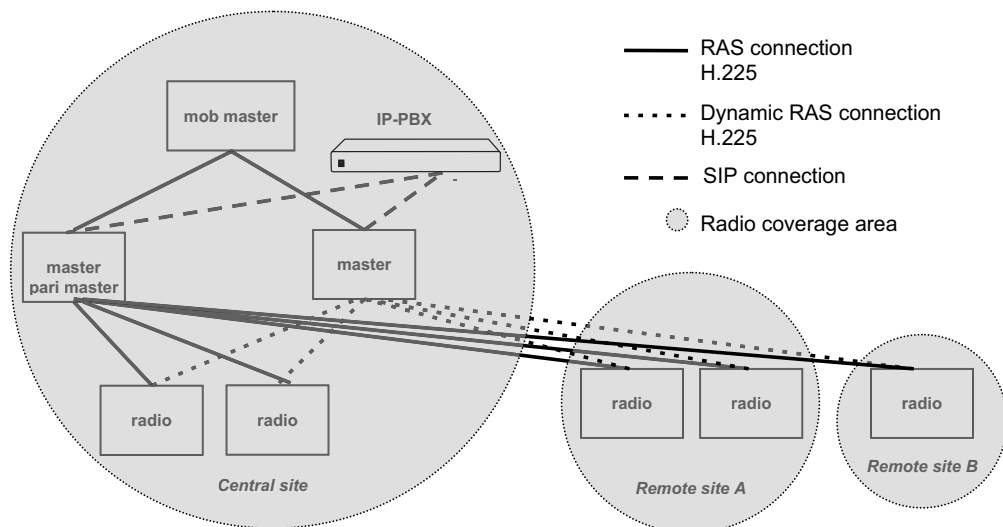 RAS connection
H.225
mob master
IP-PBX
Dynamic RAS connection
H.225
SIP connection
Radio coverage area
master
pari master
master
radio
radio
radio
radio
radio
Central site
Remote site A
Remote site B